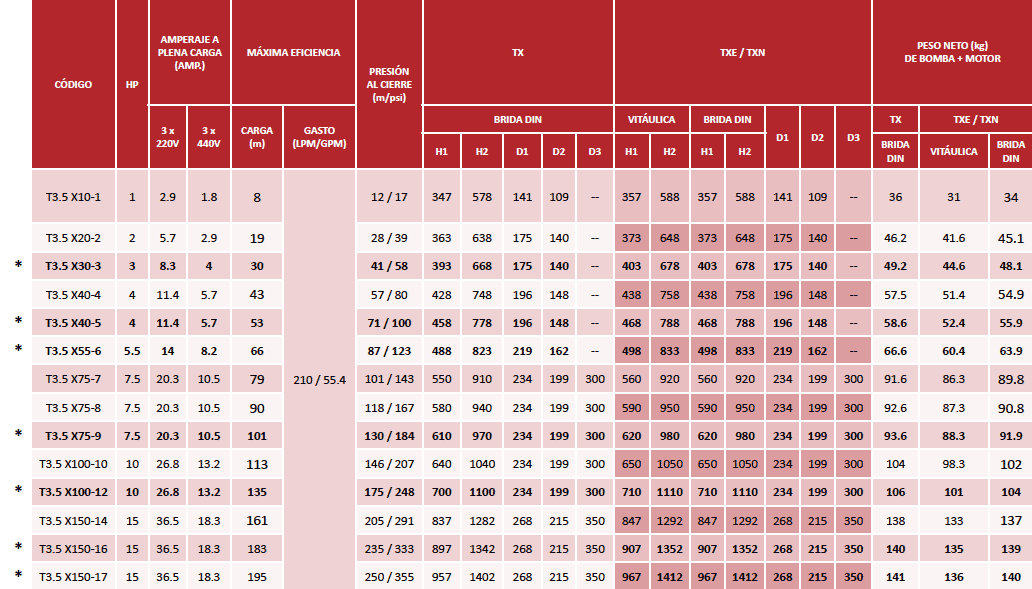 CÓDIGO HP AMPERAJE A PLENA CARGA (AMP.) MÁXIMA EFICIENCIA PRESIÓN AL CIERRE (m/psi) TX TXE / TXN PESO NETO (kg) DE BOMBA + MOTOR
3 x 220V 3 x 440V CARGA (m) GASTO (LPM/GPM) BRIDA DIN VITÁULICA BRIDA DIN D1 D2 D3 TX TXE / TXN
H1 H2 D1 D2 D3 H1 H2 H1 H2 BRIDA DIN VITÁULICA BRIDA DIN
T3.5 X10-1 1 2.9 1.8 8 12 / 17 347 578 141 109 -- 357 588 357 588 141 109 -- 36 31 34
T3.5 X20-2 2 5.7 2.9 19 28 / 39 363 638 175 140 -- 373 648 373 648 175 140 -- 46.2 41.6 45.1
* T3.5 X30-3 3 8.3 4 30 41 / 58 393 668 175 140 -- 403 678 403 678 175 140 -- 49.2 44.6 48.1
T3.5 X40-4 4 11.4 5.7 43 57 / 80 428 748 196 148 -- 438 758 438 758 196 148 -- 57.5 51.4 54.9
* T3.5 X40-5 4 11.4 5.7 53 71 / 100 458 778 196 148 -- 468 788 468 788 196 148 -- 58.6 52.4 55.9
* T3.5 X55-6 5.5 14 8.2 66 87 / 123 488 823 219 162 -- 498 833 498 833 219 162 -- 66.6 60.4 63.9
T3.5 X75-7 7.5 20.3 10.5 79 210 / 55.4 101 / 143 550 910 234 199 300 560 920 560 920 234 199 300 91.6 86.3 89.8
T3.5 X75-8 7.5 20.3 10.5 90 118 / 167 580 940 234 199 300 590 950 590 950 234 199 300 92.6 87.3 90.8
* T3.5 X75-9 7.5 20.3 10.5 101 130 / 184 610 970 234 199 300 620 980 620 980 234 199 300 93.6 88.3 91.9
T3.5 X100-10 10 26.8 13.2 113 146 / 207 640 1040 234 199 300 650 1050 650 1050 234 199 300 104 98.3 102
* T3.5 X100-12 10 26.8 13.2 135 175 / 248 700 1100 234 199 300 710 1110 710 1110 234 199 300 106 101 104
T3.5 X150-14 15 36.5 18.3 161 205 / 291 837 1282 268 215 350 847 1292 847 1292 268 215 350 138 133 137
* T3.5 X150-16 15 36.5 18.3 183 235 / 333 897 1342 268 215 350 907 1352 907 1352 268 215 350 140 135 139
* T3.5 X150-17 15 36.5 18.3 195 250 / 355 957 1402 268 215 350 967 1412 967 1412 268 215 350 141 136 140